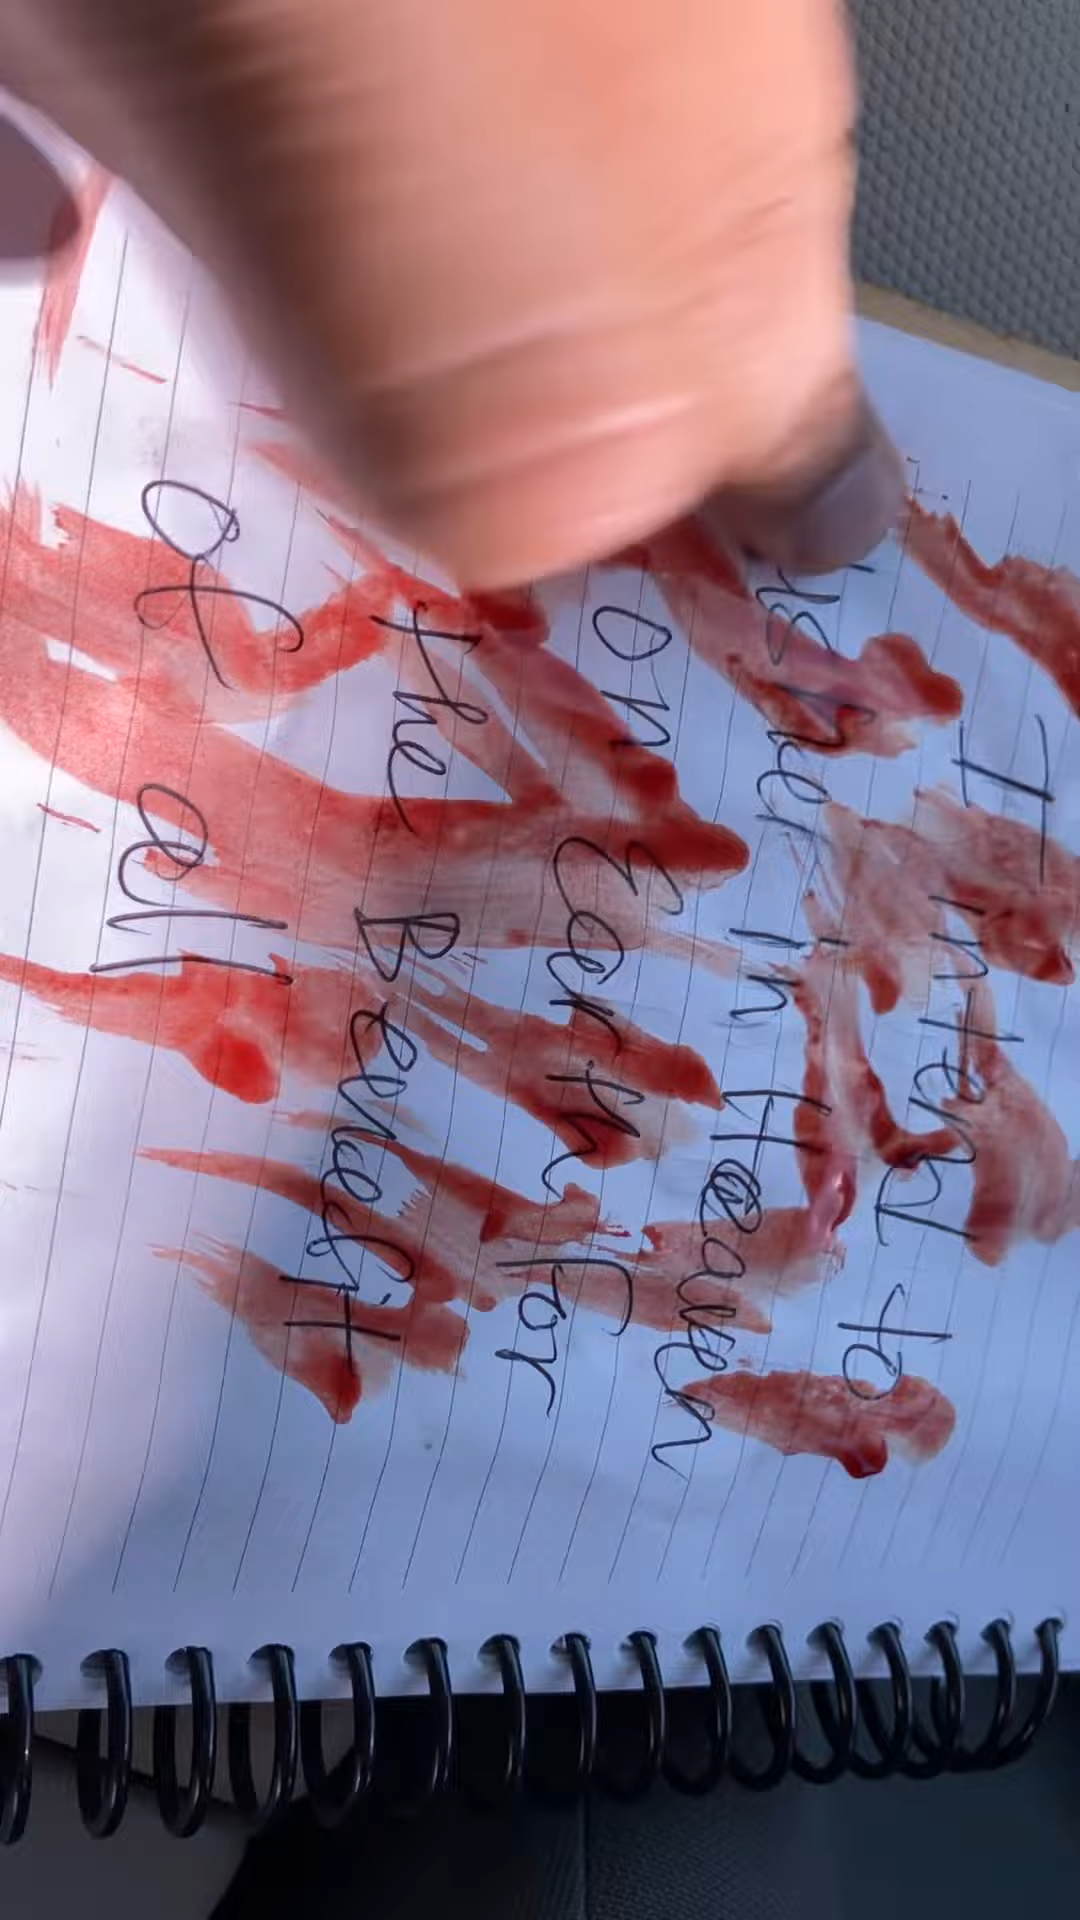 I intend to
usher in Heaven
on Earth for
the Benefit
of all